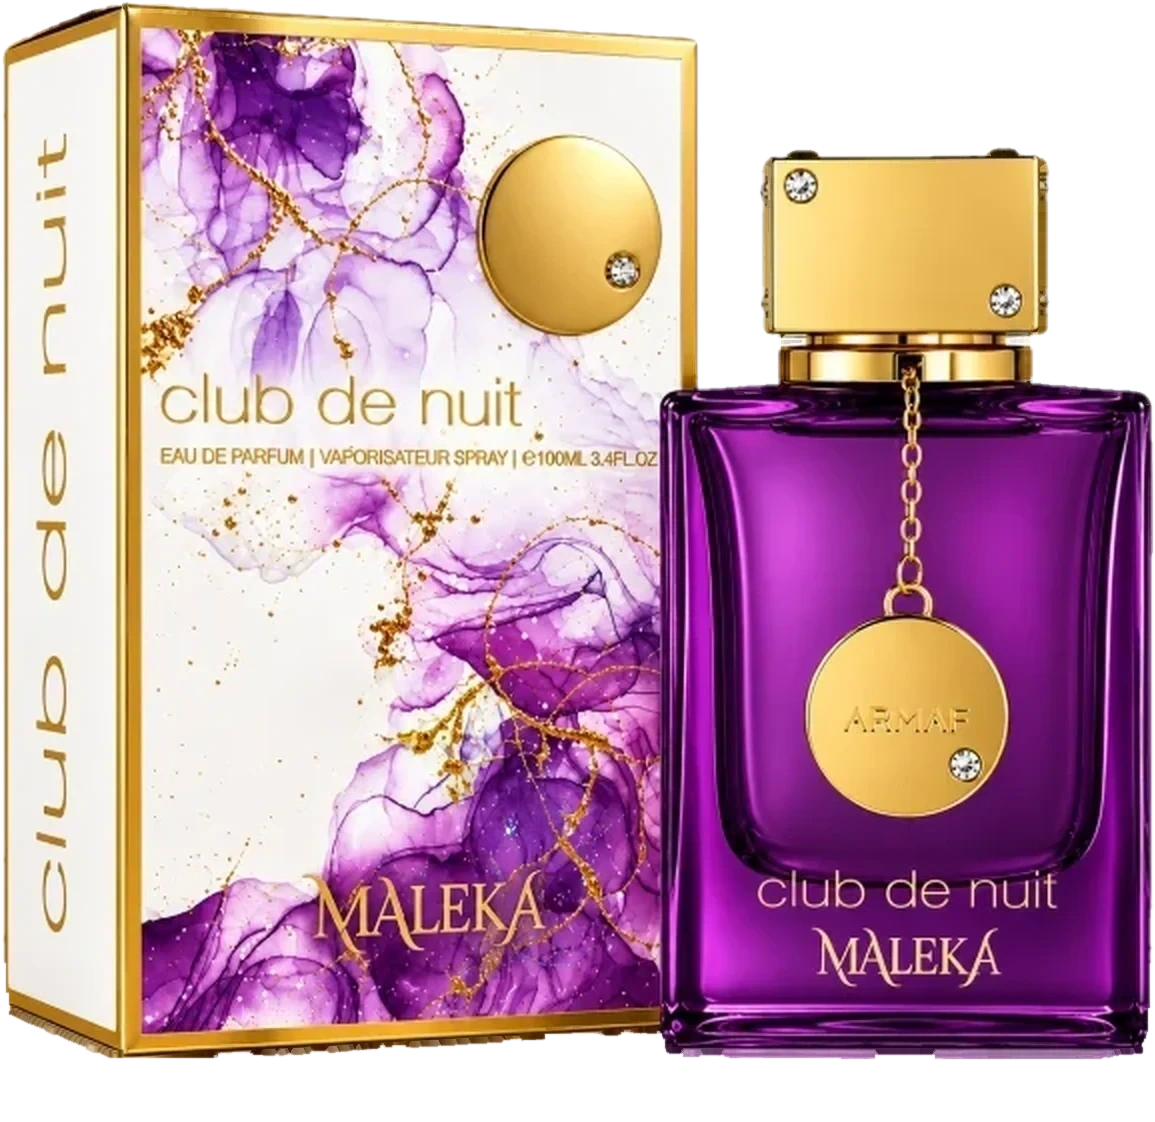 club de nuit
club de nuit
EAU DE PARFUM | VAPORISATEUR SPRAY | ℮100ML 3.4FL.OZ
MALEKA
ARMAF
club de nuit
MALEKA